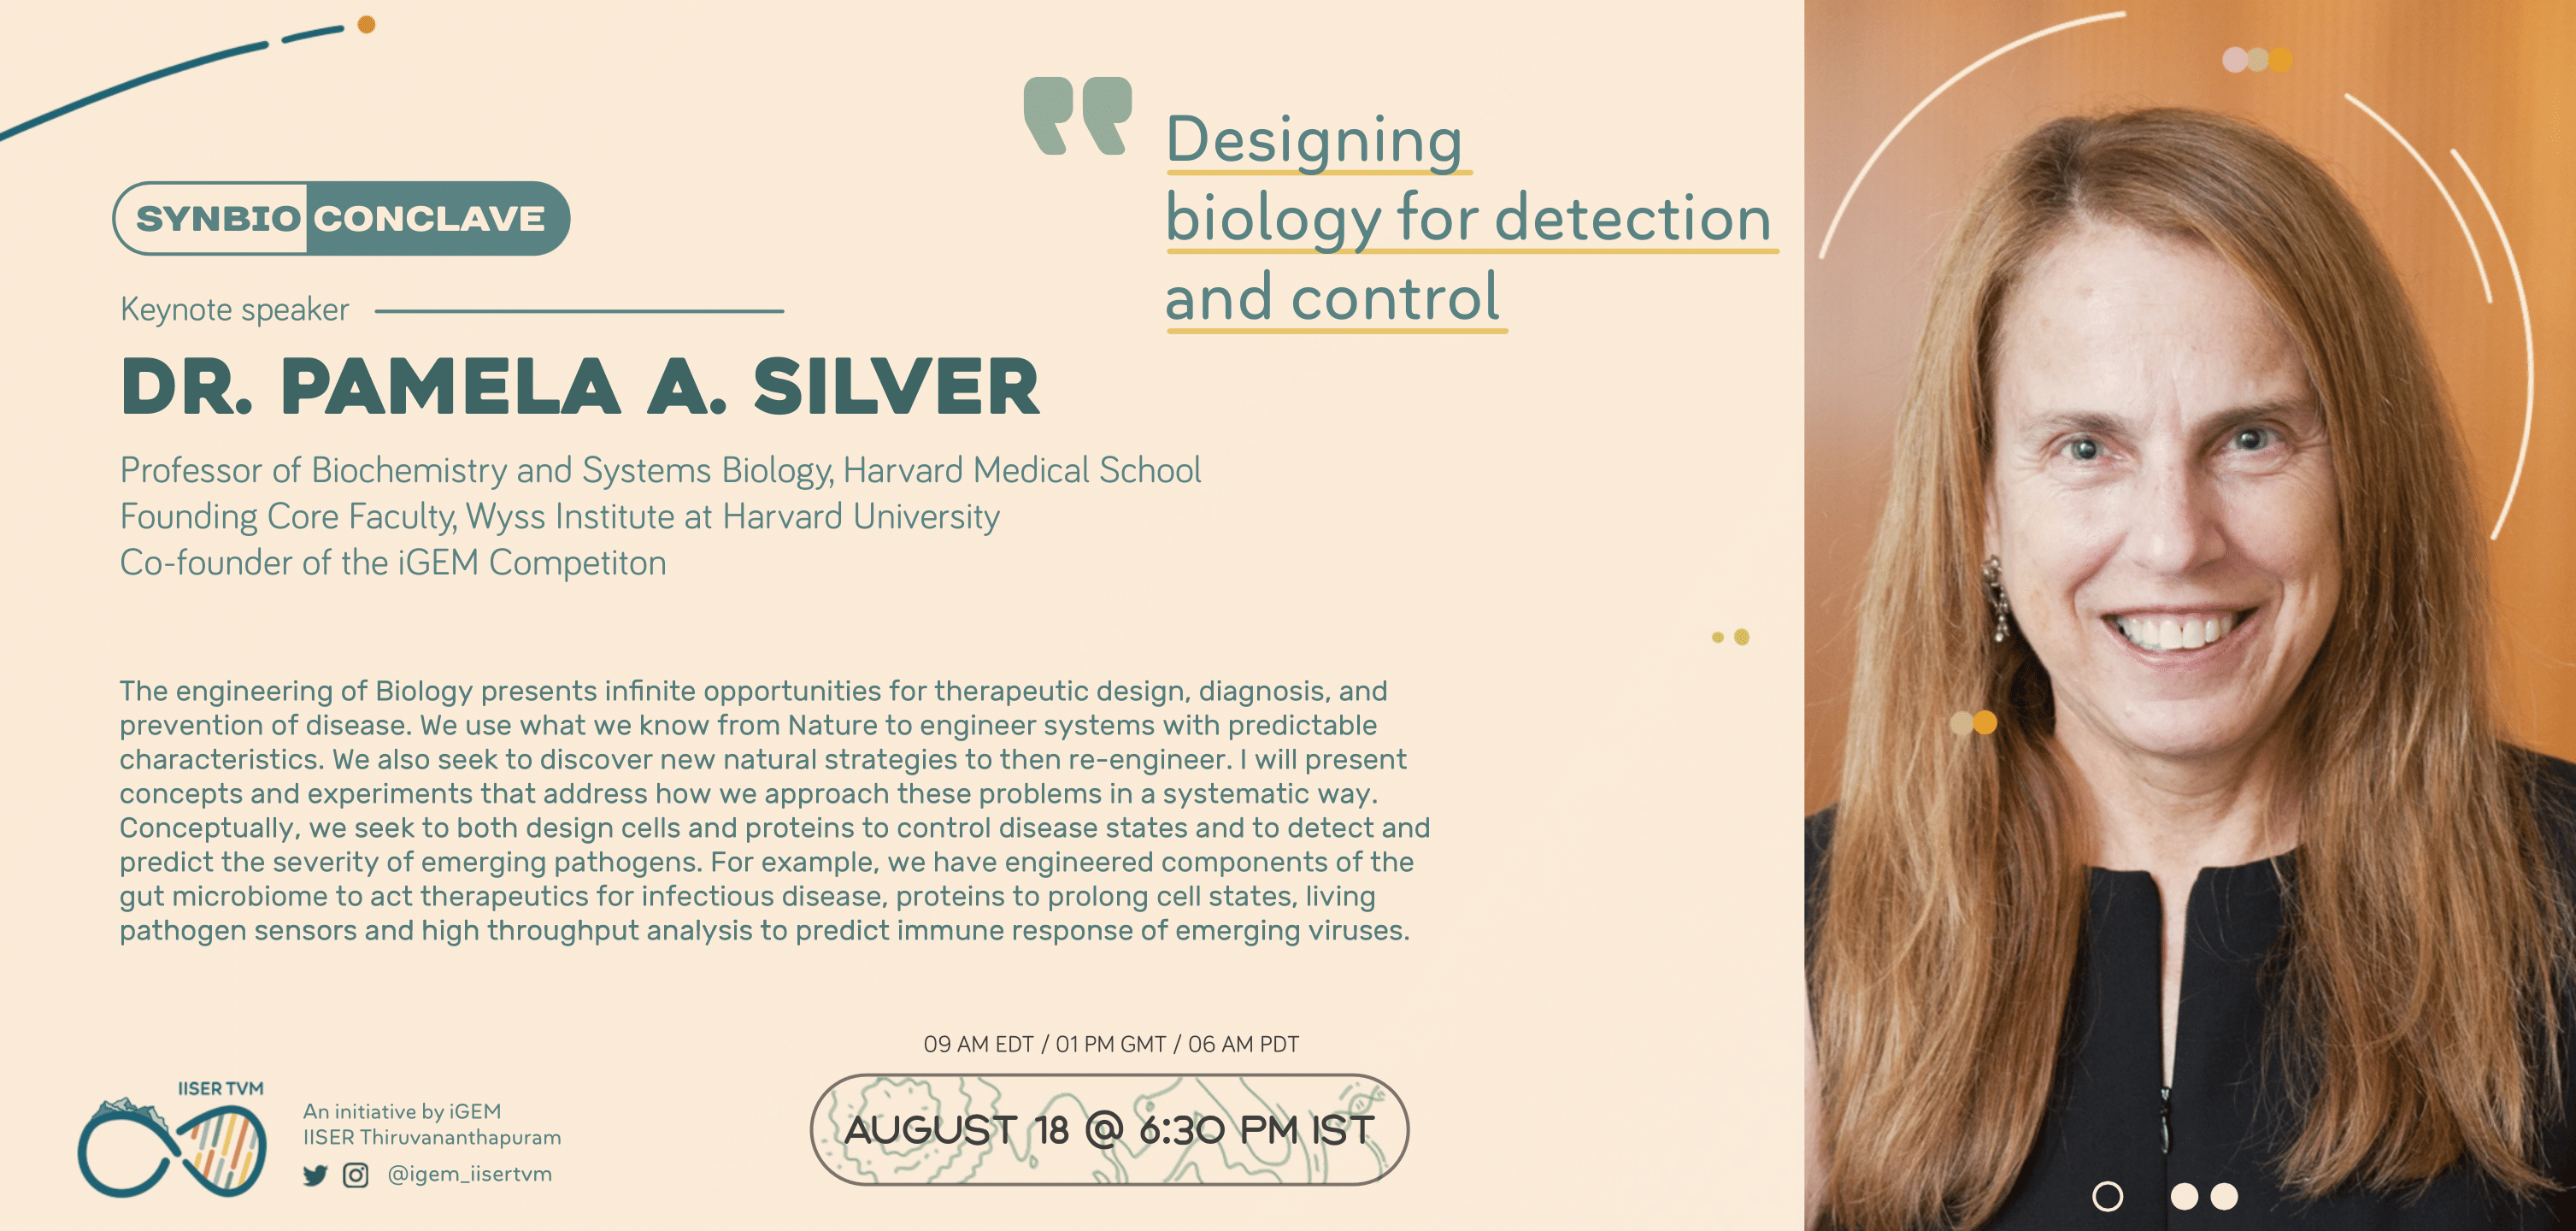 SYNBIO CONCLAVE
Designing
biology for detection
and control
Keynote speaker
DR. PAMELA A. SILVER
Professor of Biochemistry and Systems Biology, Harvard Medical School
Founding Core Faculty, Wyss Institute at Harvard University
Co-founder of the iGEM Competiton
The engineering of Biology presents infinite opportunities for therapeutic design, diagnosis, and
prevention of disease. We use what we know from Nature to engineer systems with predictable
characteristics. We also seek to discover new natural strategies to then re-engineer. I will present
concepts and experiments that address how we approach these problems in a systematic way.
Conceptually, we seek to both design cells and proteins to control disease states and to detect and
predict the severity of emerging pathogens. For example, we have engineered components of the
gut microbiome to act therapeutics for infectious disease, proteins to prolong cell states, living
pathogen sensors and high throughput analysis to predict immune response of emerging viruses.
09 AM EDT / 01 PM GMT / 06 AM PDT
AUGUST 18 @ 6:30 PM IST
IISER TVM
An initiative by iGEM
IISER Thiruvananthapuram
@igem_iisertvm